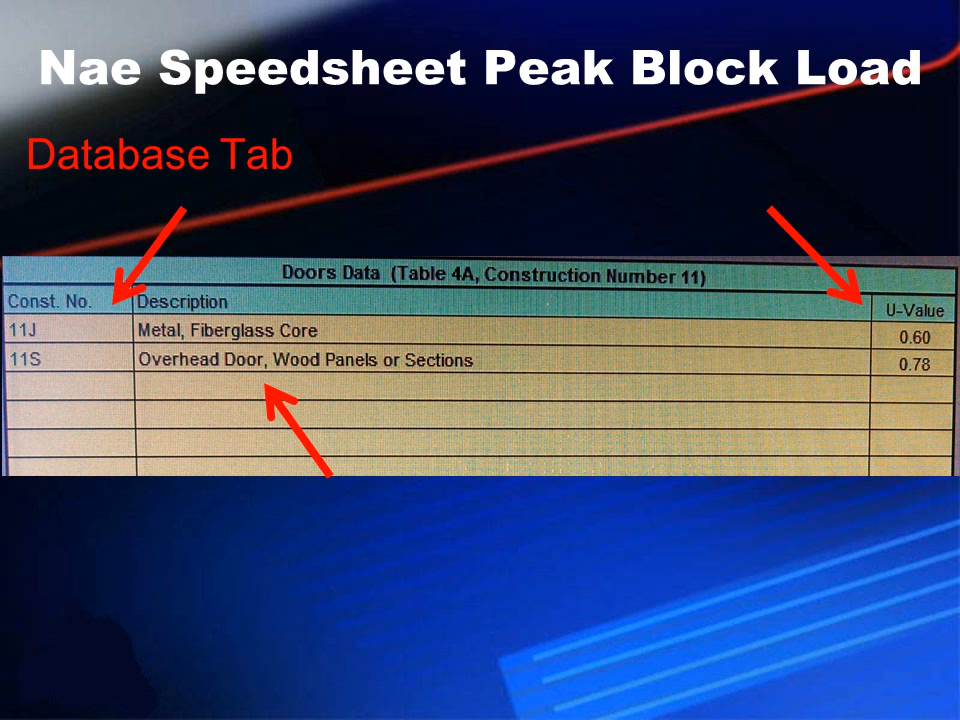 Nae Speedsheet Peak Block Load
Database Tab
Doors Data (Table 4A, Construction Number 11)
Const. No. Description U-Value
11J Metal, Fiberglass Core 0.60
11S Overhead Door, Wood Panels or Sections 0.78